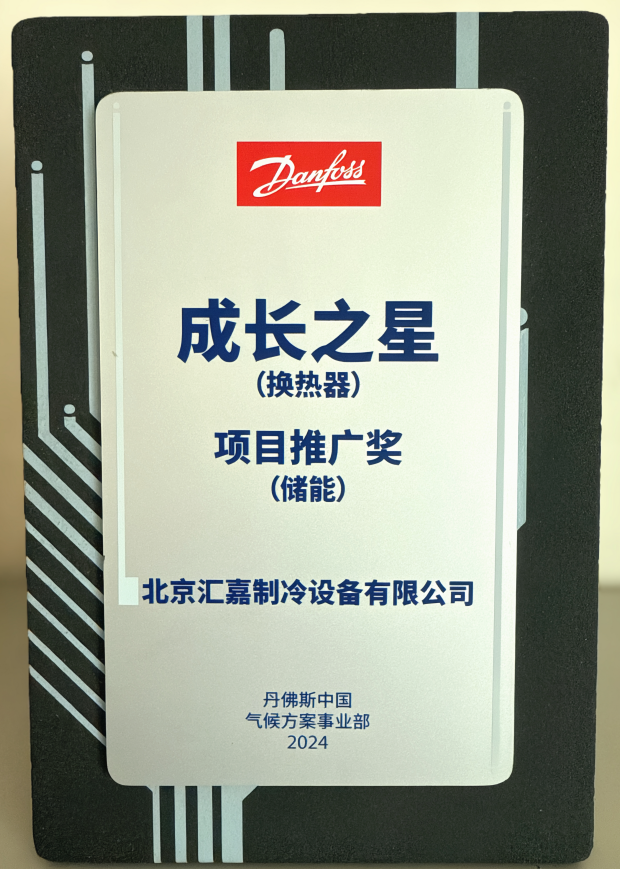 Danfoss
成长之星
（换热器）
项目推广奖
（储能）
北京汇嘉制冷设备有限公司
丹佛斯中国
气候方案事业部
2024